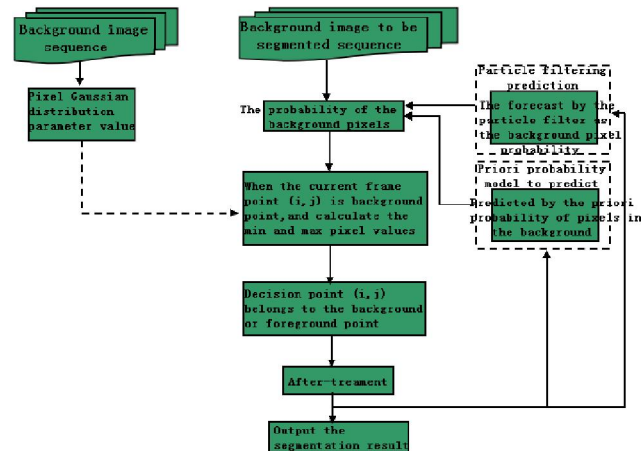 Background Image
sequence
Background image to be
segmented sequence
Pixel Gaussian
distribution
parameter value
The probability of the
background pixels
Particle filtering
prediction
The forecast by the
particle filter as
the background pixel
probability
Priori probability
model to predict
Predicted by the priori
probability of pixels in
the background
When the current frame
point (i,j) is background
point,and calculate the
min and max pixel values
Decision point (i,j)
belongs to the background
or foreground point
After-treament
Output the
segmentation result